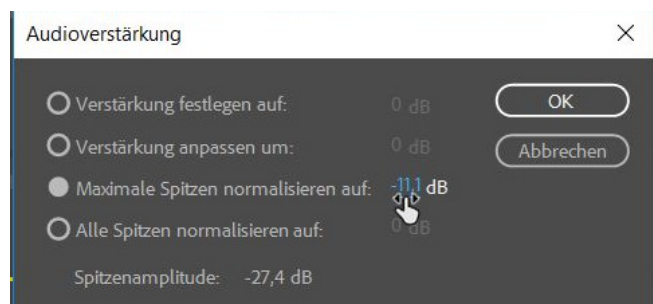 Audioverstärkung
Verstärkung festlegen auf: 0 dB OK
Verstärkung anpassen um: 0 dB Abbrechen
Maximale Spitzen normalisieren auf: -11,1 dB
Alle Spitzen normalisieren auf: 0 dB
Spitzenamplitude: -27,4 dB